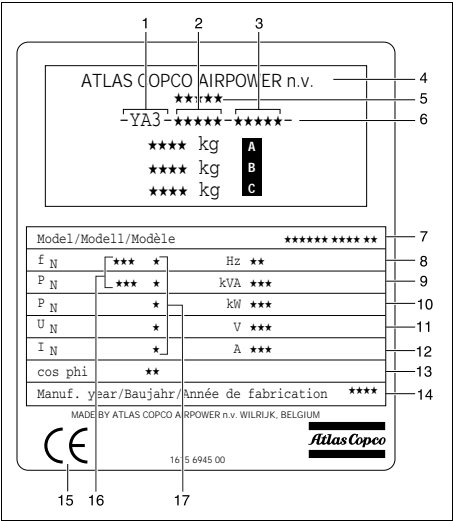 1 2 3
ATLAS COPCO AIRPOWER n.v. 4
★★★★★ 5
-YA3-★★★★★-★★★★★- 6
★★★★ kg A
★★★★ kg B
★★★★ kg C
Model/Modell/Modèle ★★★★★★ ★★★★ ★★ 7
f N ★★★ ★ Hz ★★ 8
P N ★★★ ★ kVA ★★★ 9
P N ★ kW ★★★ 10
U N ★ V ★★★ 11
I N ★ A ★★★ 12
cos phi ★★ 13
Manuf. year/Baujahr/Année de fabrication ★★★★ 14
MADE BY ATLAS COPCO AIRPOWER n.v. WILRIJK, BELGIUM
CE Atlas Copco
1615 6945 00
15 16 17